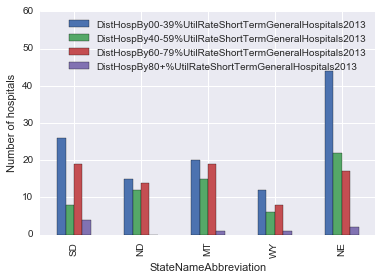 60
50
40
30
20
10
0
Number of hospitals
DistHospBy00-39%UtilRateShortTermGeneralHospitals2013
DistHospBy40-59%UtilRateShortTermGeneralHospitals2013
DistHospBy60-79%UtilRateShortTermGeneralHospitals2013
DistHospBy80+%UtilRateShortTermGeneralHospitals2013
SD
ND
MT
WY
NE
StateNameAbbreviation